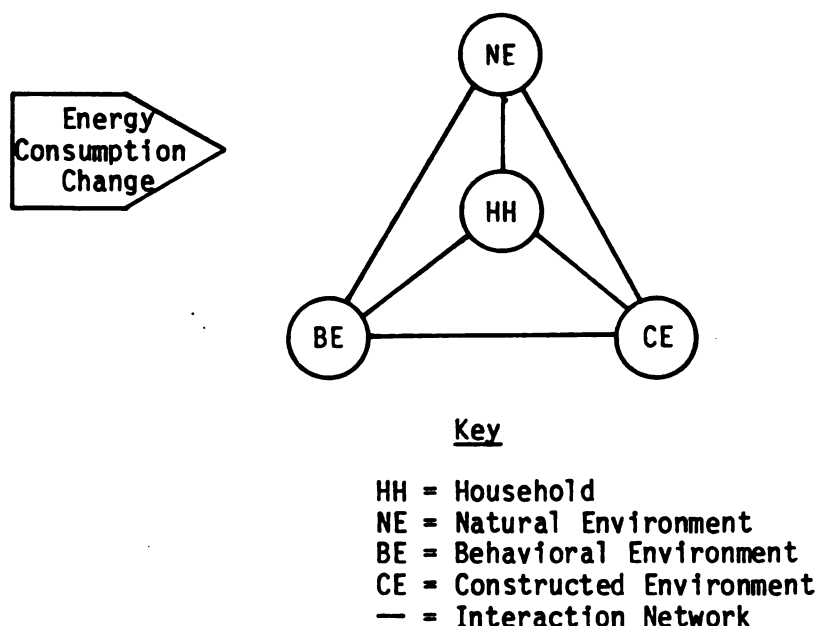 NE
Energy
Consumption
Change
HH
BE
CE
Key
HH = Household
NE = Natural Environment
BE = Behavioral Environment
CE = Constructed Environment
— = Interaction Network